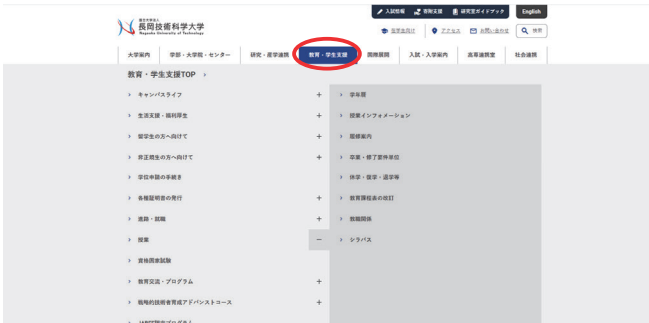 入試情報 寄附支援 研究室ガイドブック English
国立大学法人
長岡技術科学大学
Nagaoka University of Technology
在学生向け アクセス お問い合わせ 検索
大学案内 学部・大学院・センター 研究・産学連携 教育・学生支援 国際展開 入試・入学案内 高専連携室 社会連携
教育・学生支援TOP ›
› キャンパスライフ + › 学年暦
› 生活支援・福利厚生 + › 授業インフォメーション
› 留学生の方へ向けて + › 履修案内
› 非正規生の方へ向けて + › 卒業・修了要件単位
› 学位申請の手続き › 休学・復学・退学等
› 各種証明書の発行 + › 教育課程表の改訂
› 進路・就職 + › 教職関係
› 授業 − › シラバス
› 資格国家試験
› 教育交流・プログラム +
› 戦略的技術者育成アドバンストコース +